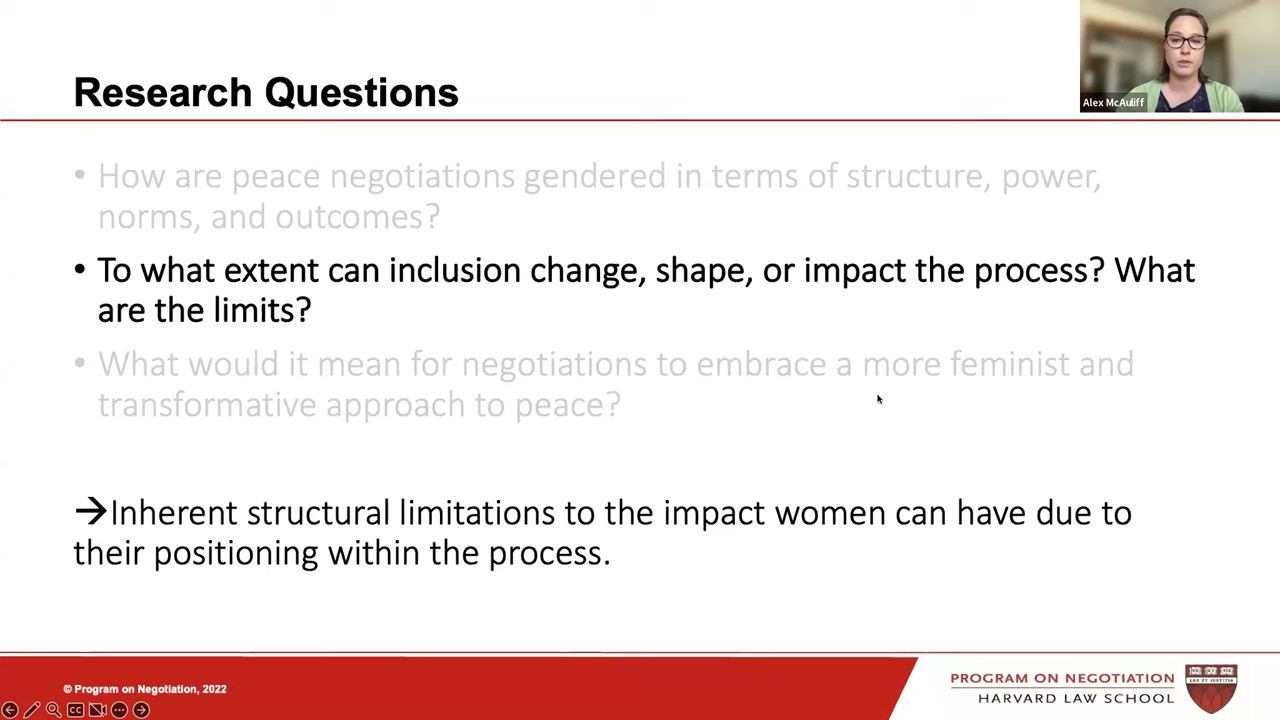 Research Questions
Alex McAuliff
• How are peace negotiations gendered in terms of structure, power,
norms, and outcomes?
• To what extent can inclusion change, shape, or impact the process? What
are the limits?
• What would it mean for negotiations to embrace a more feminist and
transformative approach to peace?
→Inherent structural limitations to the impact women can have due to
their positioning within the process.
© Program on Negotiation, 2022
CC
PROGRAM ON NEGOTIATION
HARVARD LAW SCHOOL